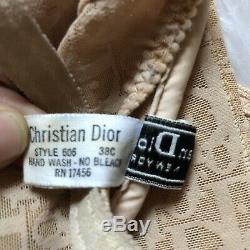 Christian Dior
STYLE 606 38C
HAND WASH - NO BLEACH
RN 17456